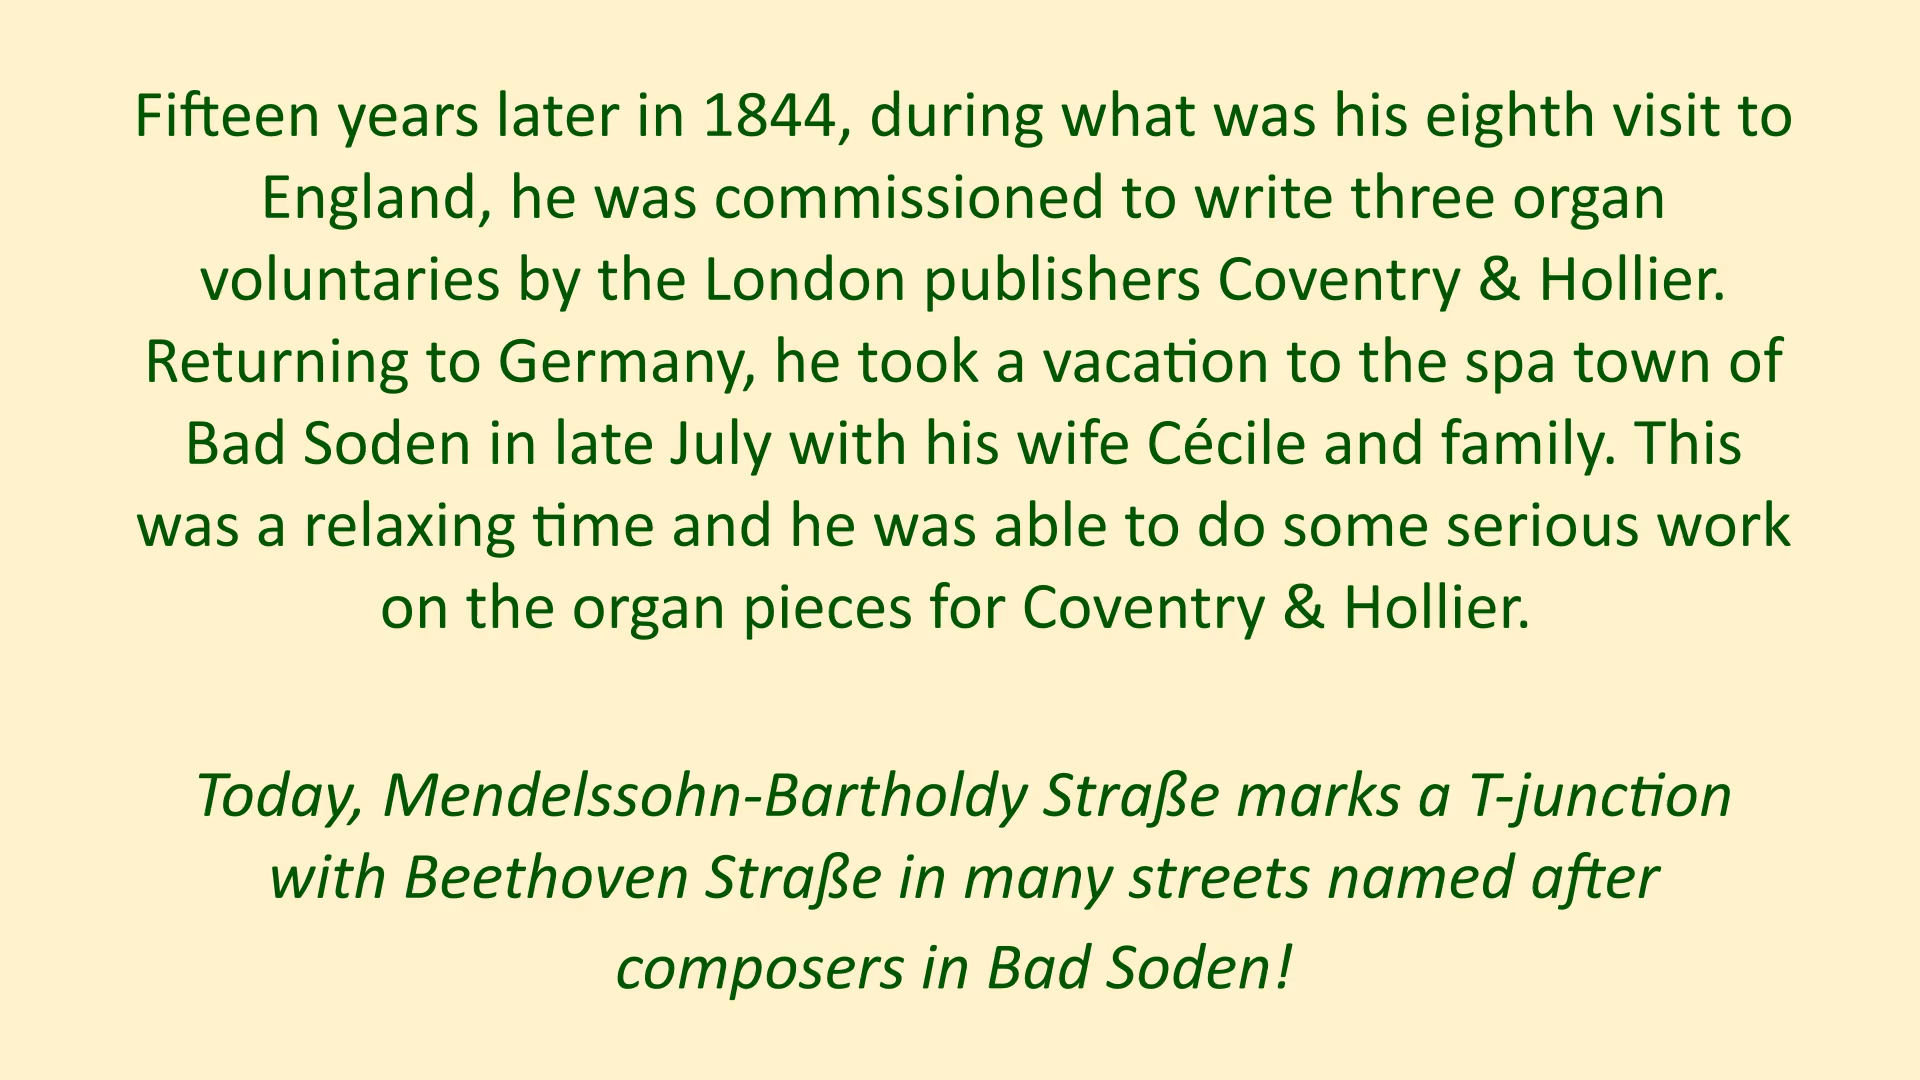 Fifteen years later in 1844, during what was his eighth visit to
England, he was commissioned to write three organ
voluntaries by the London publishers Coventry & Hollier.
Returning to Germany, he took a vacation to the spa town of
Bad Soden in late July with his wife Cécile and family. This
was a relaxing time and he was able to do some serious work
on the organ pieces for Coventry & Hollier.
Today, Mendelssohn-Bartholdy Straße marks a T-junction
with Beethoven Straße in many streets named after
composers in Bad Soden!